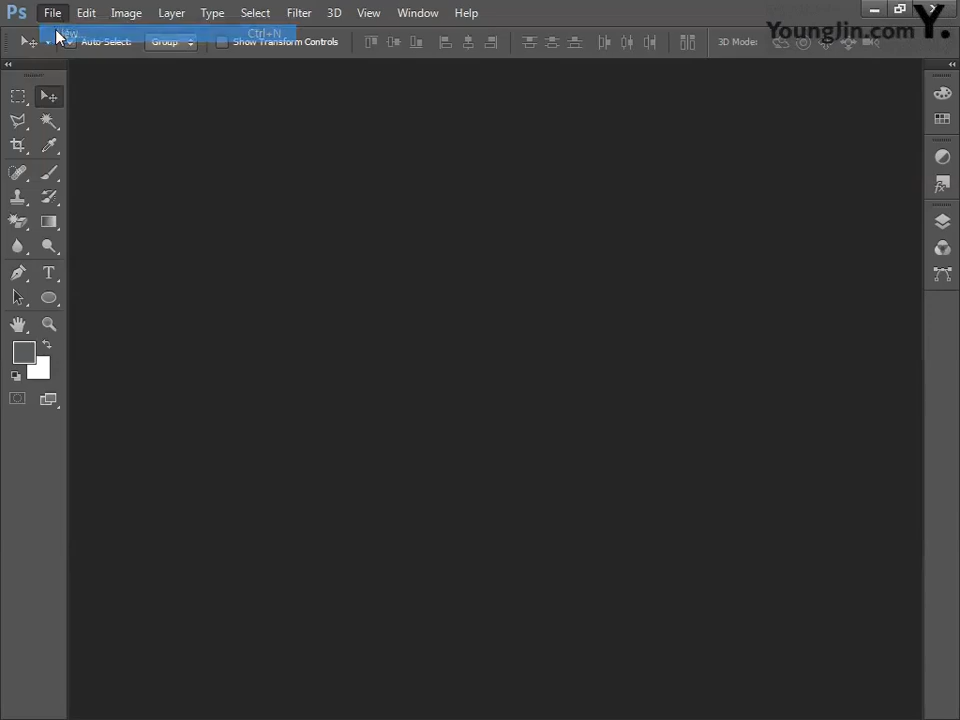 Ps File Edit Image Layer Type Select Filter 3D View Window Help
Ctrl+N
Auto-Select: Group Show Transform Controls 3D Mode:
YoungJin.com Y.
T
fx